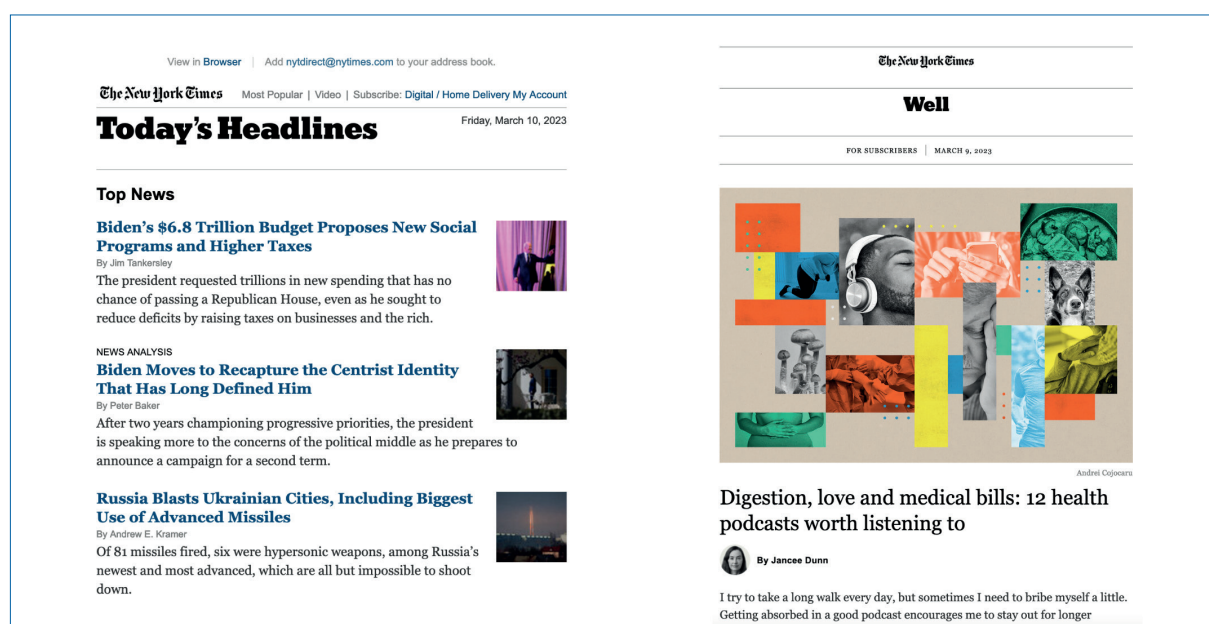 View in Browser | Add nytdirect@nytimes.com to your address book.
The New York Times Most Popular | Video | Subscribe: Digital / Home Delivery My Account
Today's Headlines
Friday, March 10, 2023
Top News
Biden's $6.8 Trillion Budget Proposes New Social
Programs and Higher Taxes
By Jim Tankersley
The president requested trillions in new spending that has no
chance of passing a Republican House, even as he sought to
reduce deficits by raising taxes on businesses and the rich.
NEWS ANALYSIS
Biden Moves to Recapture the Centrist Identity
That Has Long Defined Him
By Peter Baker
After two years championing progressive priorities, the president
is speaking more to the concerns of the political middle as he prepares to
announce a campaign for a second term.
Russia Blasts Ukrainian Cities, Including Biggest
Use of Advanced Missiles
By Andrew E. Kramer
Of 81 missiles fired, six were hypersonic weapons, among Russia's
newest and most advanced, which are all but impossible to shoot
down.
The New York Times
Well
FOR SUBSCRIBERS | MARCH 9, 2023
Andrei Cojocaru
Digestion, love and medical bills: 12 health
podcasts worth listening to
By Jancee Dunn
I try to take a long walk every day, but sometimes I need to bribe myself a little.
Getting absorbed in a good podcast encourages me to stay out for longer